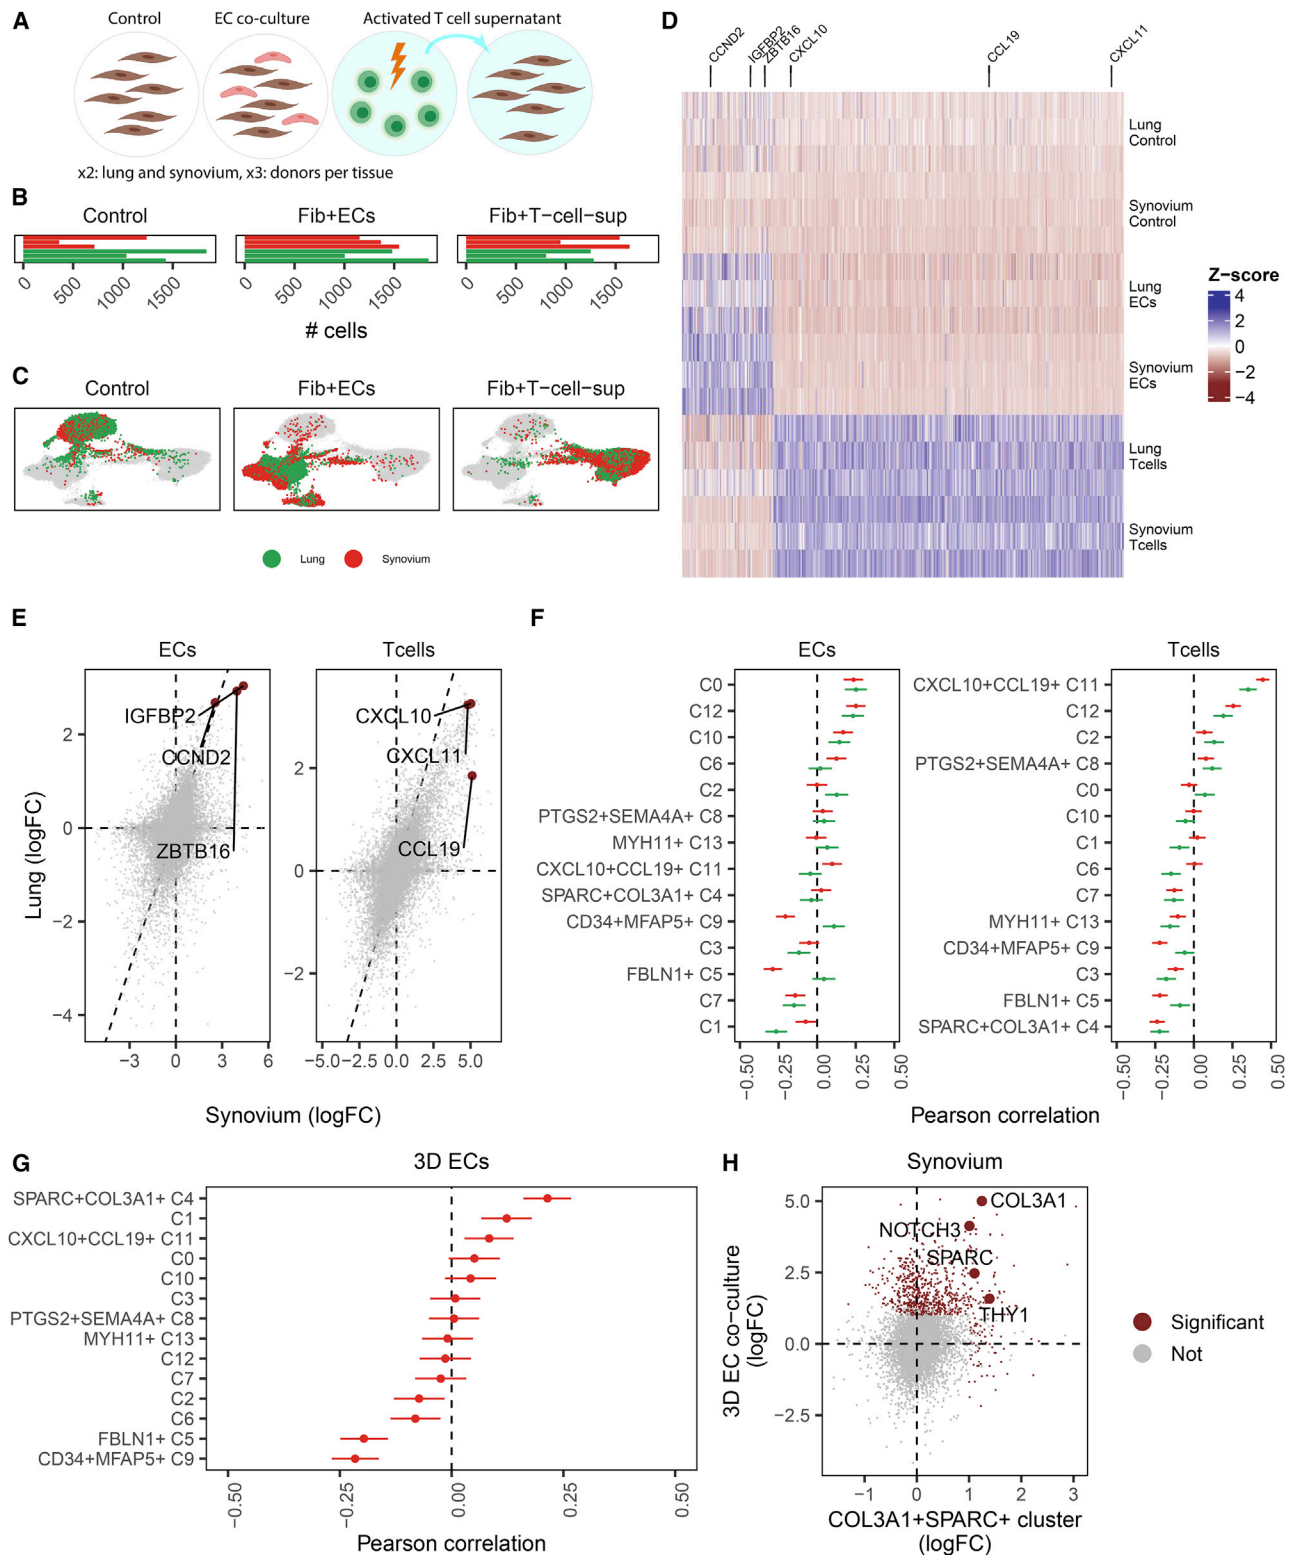 A
Control
EC co-culture
Activated T cell supernatant
x2: lung and synovium, x3: donors per tissue
B
Control
Fib+ECs
Fib+T−cell−sup
0
500
1000
1500
0
500
1000
1500
0
500
1000
1500
# cells
C
Control
Fib+ECs
Fib+T−cell−sup
Lung
Synovium
D
CCND2
IGFBP2
ZBTB16
CXCL10
CCL19
CXCL11
Lung
Control
Synovium
Control
Lung
ECs
Synovium
ECs
Lung
Tcells
Synovium
Tcells
Z−score
4
2
0
−2
−4
E
ECs
Tcells
Lung (logFC)
2
0
−2
−4
IGFBP2
CCND2
ZBTB16
−3
0
3
6
2
0
−2
CXCL10
CXCL11
CCL19
−5.0
−2.5
0.0
2.5
5.0
Synovium (logFC)
F
ECs
C0
C12
C10
C6
C2
PTGS2+SEMA4A+ C8
MYH11+ C13
CXCL10+CCL19+ C11
SPARC+COL3A1+ C4
CD34+MFAP5+ C9
C3
FBLN1+ C5
C7
C1
−0.50
−0.25
0.00
0.25
0.50
Tcells
CXCL10+CCL19+ C11
C12
C2
PTGS2+SEMA4A+ C8
C0
C10
C1
C6
C7
MYH11+ C13
CD34+MFAP5+ C9
C3
FBLN1+ C5
SPARC+COL3A1+ C4
−0.50
−0.25
0.00
0.25
0.50
Pearson correlation
G
3D ECs
SPARC+COL3A1+ C4
C1
CXCL10+CCL19+ C11
C0
C10
C3
PTGS2+SEMA4A+ C8
MYH11+ C13
C12
C7
C2
C6
FBLN1+ C5
CD34+MFAP5+ C9
−0.50
−0.25
0.00
0.25
0.50
Pearson correlation
H
Synovium
3D EC co-culture
(logFC)
5.0
2.5
0.0
−2.5
COL3A1
NOTCH3
SPARC
THY1
−1
0
1
2
3
COL3A1+SPARC+ cluster
(logFC)
Significant
Not